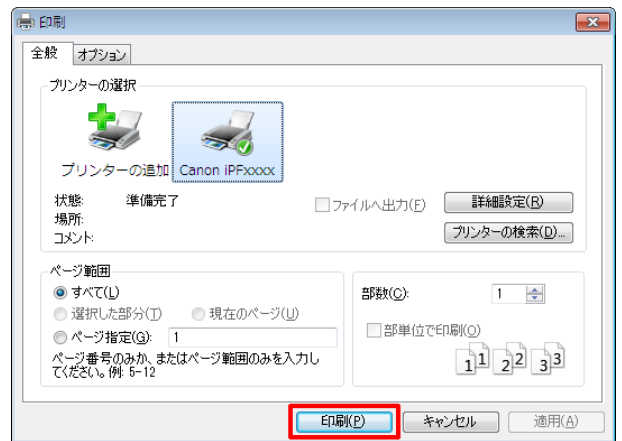 印刷
全般 オプション
プリンターの選択
プリンターの追加 Canon iPFxxxx
状態: 準備完了
場所:
コメント:
ファイルへ出力(F)
詳細設定(R)
プリンターの検索(D)...
ページ範囲
すべて(L)
選択した部分(T) 現在のページ(U)
ページ指定(G): 1
ページ番号のみか、またはページ範囲のみを入力し
てください。例: 5-12
部数(C): 1
部単位で印刷(O)
1 1 2 2 3 3
印刷(P) キャンセル 適用(A)